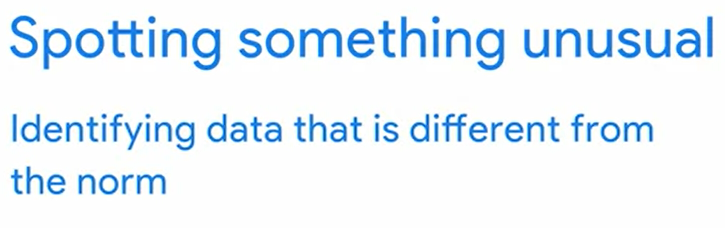 Spotting something unusual
Identifying data that is different from
the norm